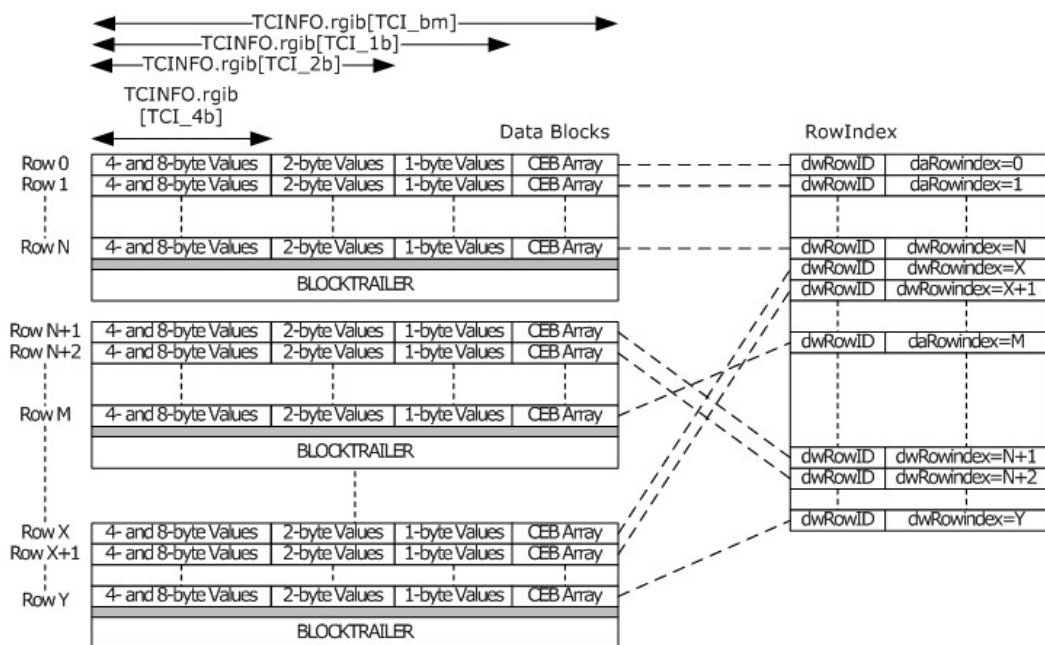 TCINFO.rgib[TCI_bm]
TCINFO.rgib[TCI_1b]
TCINFO.rgib[TCI_2b]
TCINFO.rgib
[TCI_4b]
Data Blocks RowIndex
Row 0 4- and 8-byte Values 2-byte Values 1-byte Values CEB Array dwRowID daRowindex=0
Row 1 4- and 8-byte Values 2-byte Values 1-byte Values CEB Array dwRowID daRowindex=1
Row N 4- and 8-byte Values 2-byte Values 1-byte Values CEB Array dwRowID dwRowindex=N
dwRowID dwRowindex=X
BLOCKTRAILER dwRowID dwRowindex=X+1
Row N+1 4- and 8-byte Values 2-byte Values 1-byte Values CEB Array
dwRowID daRowindex=M
Row N+2 4- and 8-byte Values 2-byte Values 1-byte Values CEB Array
Row M 4- and 8-byte Values 2-byte Values 1-byte Values CEB Array
BLOCKTRAILER dwRowID dwRowindex=N+1
dwRowID dwRowindex=N+2
dwRowID dwRowindex=Y
Row X 4- and 8-byte Values 2-byte Values 1-byte Values CEB Array
Row X+1 4- and 8-byte Values 2-byte Values 1-byte Values CEB Array
Row Y 4- and 8-byte Values 2-byte Values 1-byte Values CEB Array
BLOCKTRAILER